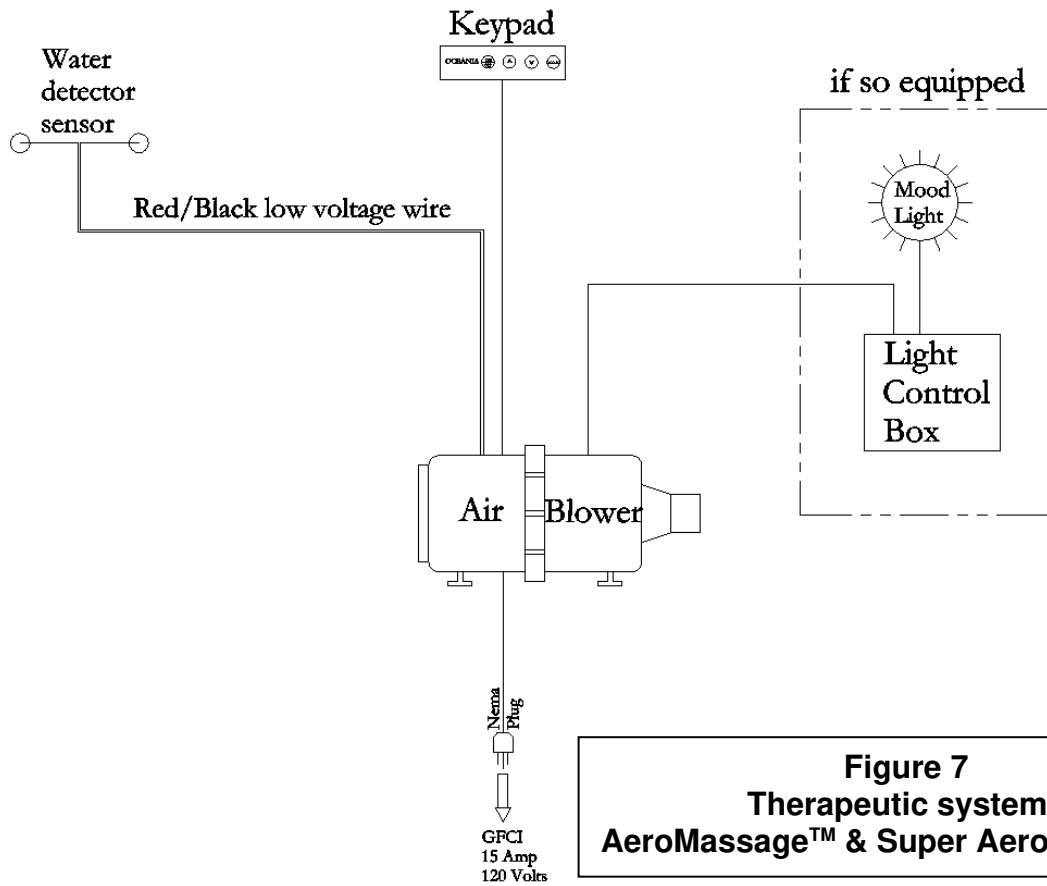 Keypad
OCEANIA
Water
detector
sensor
if so equipped
Mood
Light
Red/Black low voltage wire
Light
Control
Box
Air Blower
Nema
Plug
GFCI
15 Amp
120 Volts
Figure 7
Therapeutic system
AeroMassage™ & Super Aero